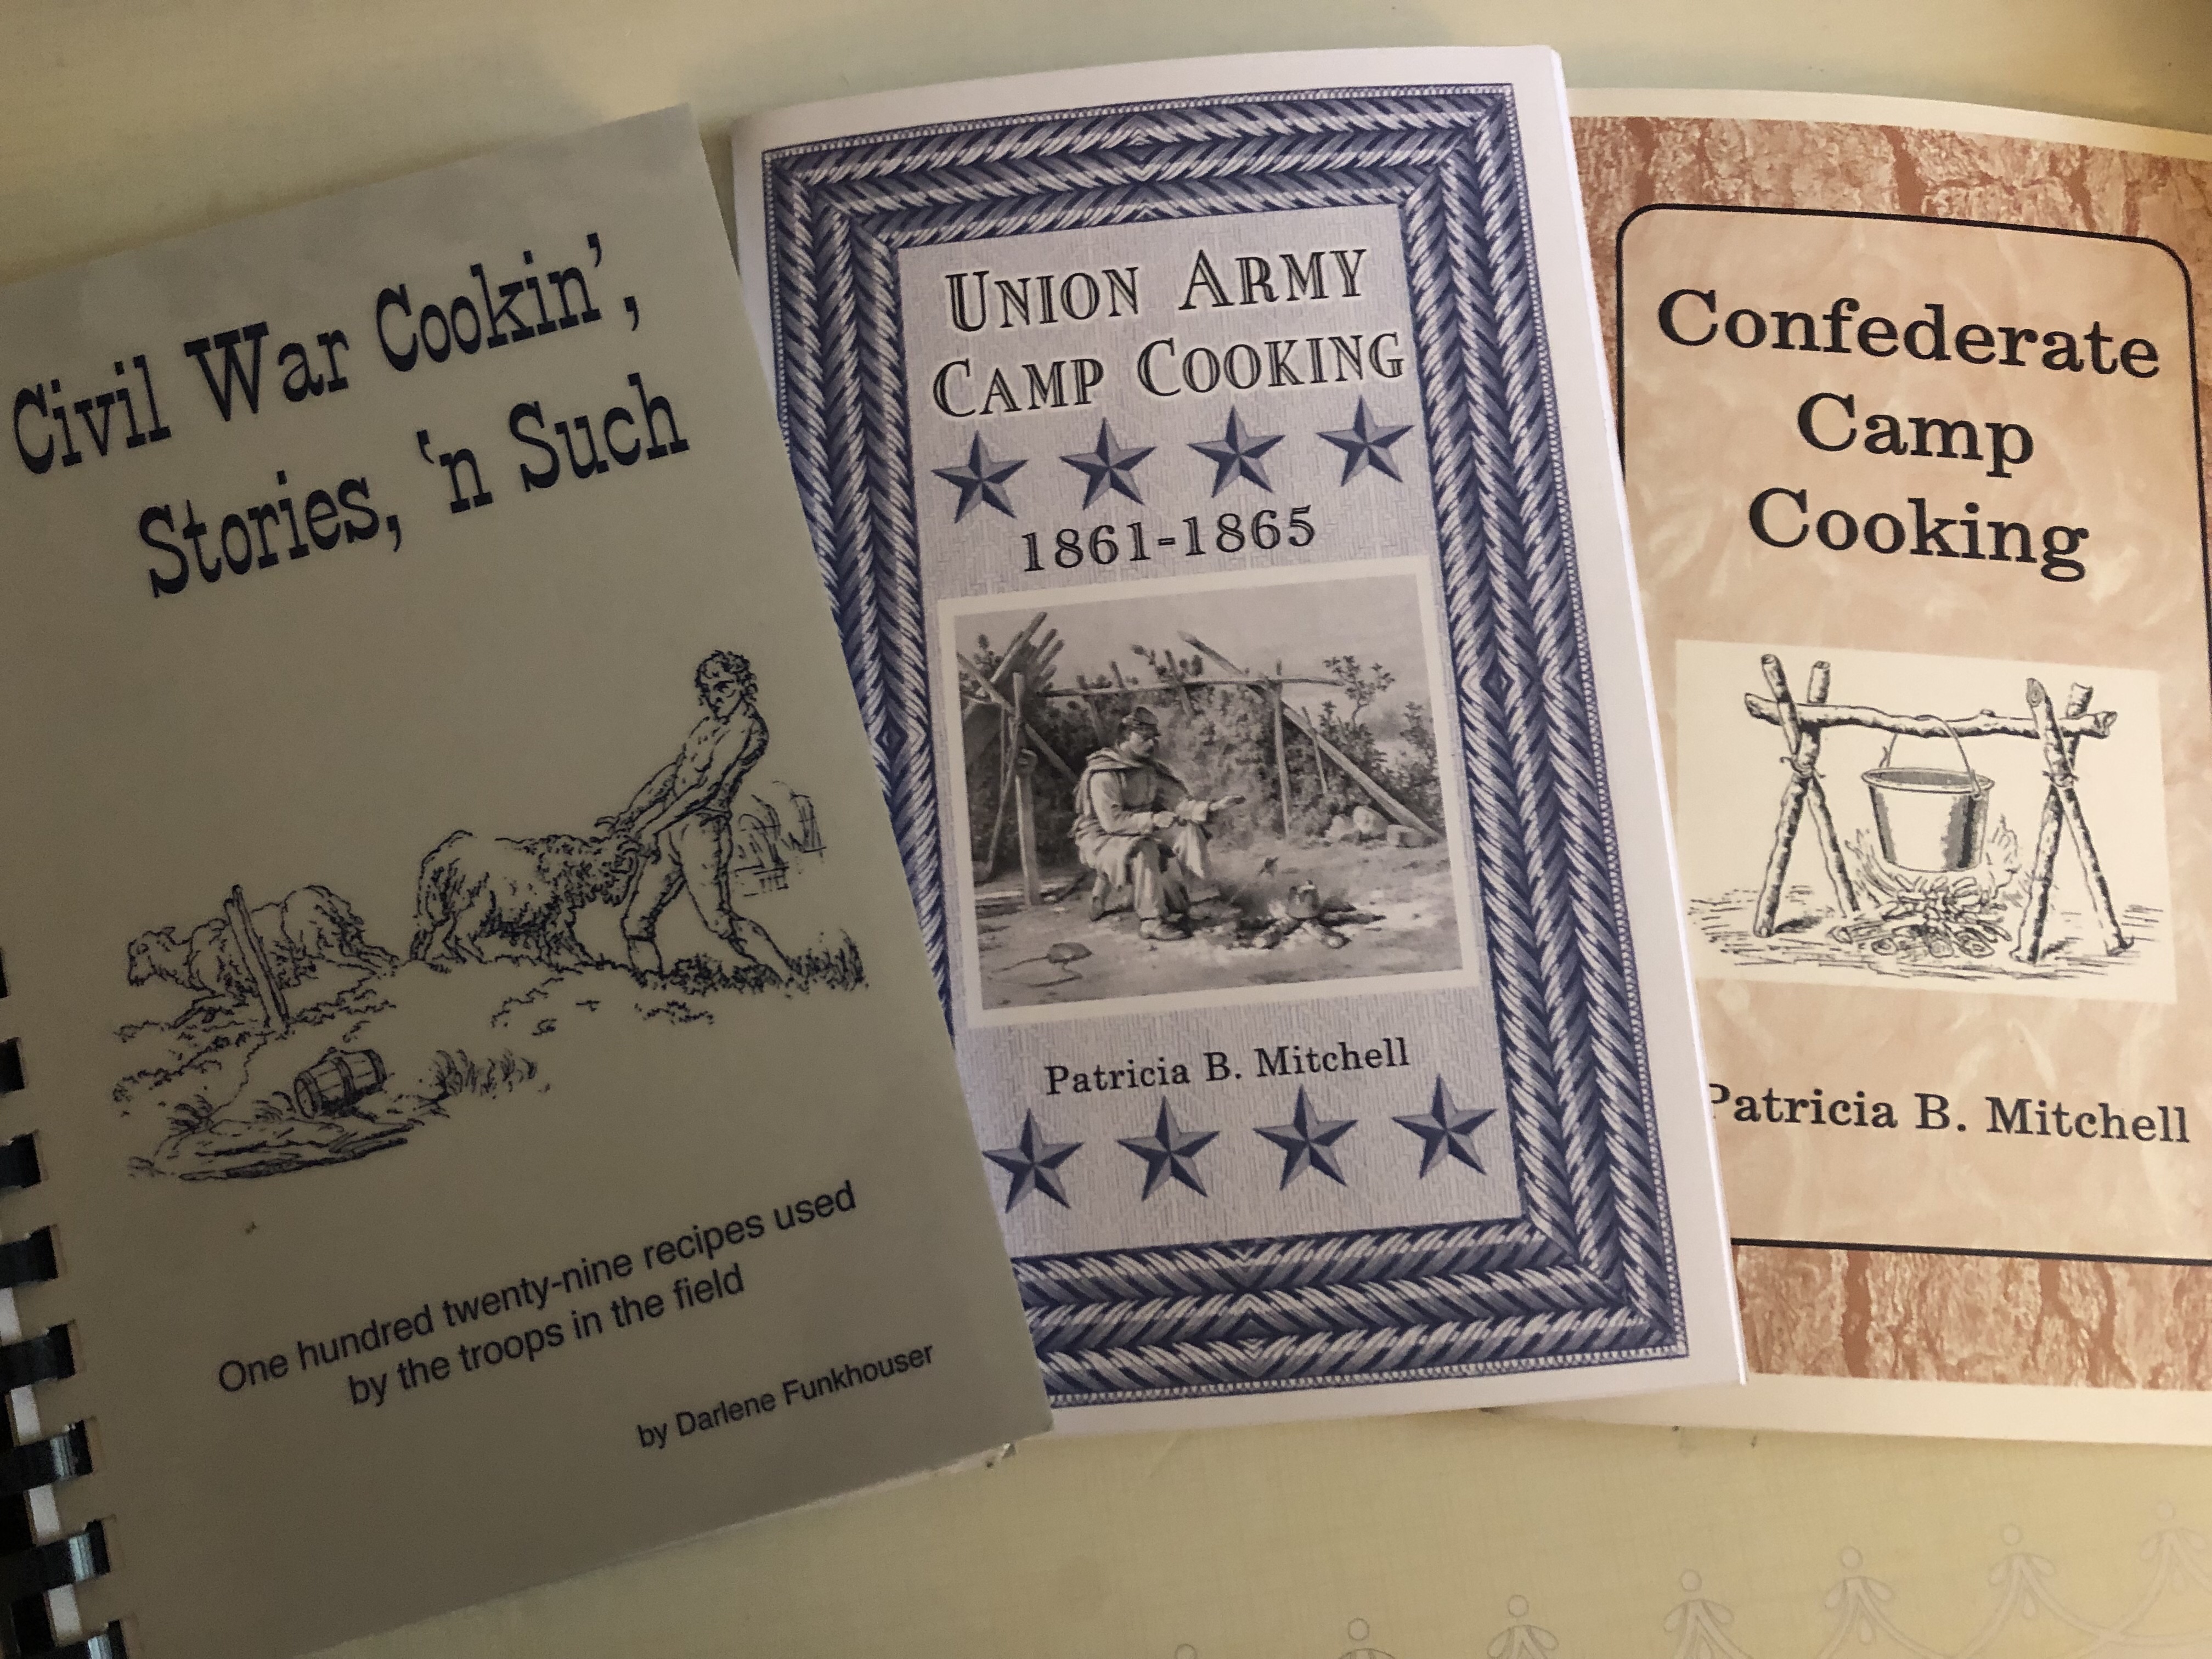 Civil War Cookin',
Stories, 'n Such
One hundred twenty-nine recipes used
by the troops in the field
by Darlene Funkhouser
UNION ARMY
CAMP COOKING
1861-1865
Patricia B. Mitchell
Confederate
Camp
Cooking
Patricia B. Mitchell